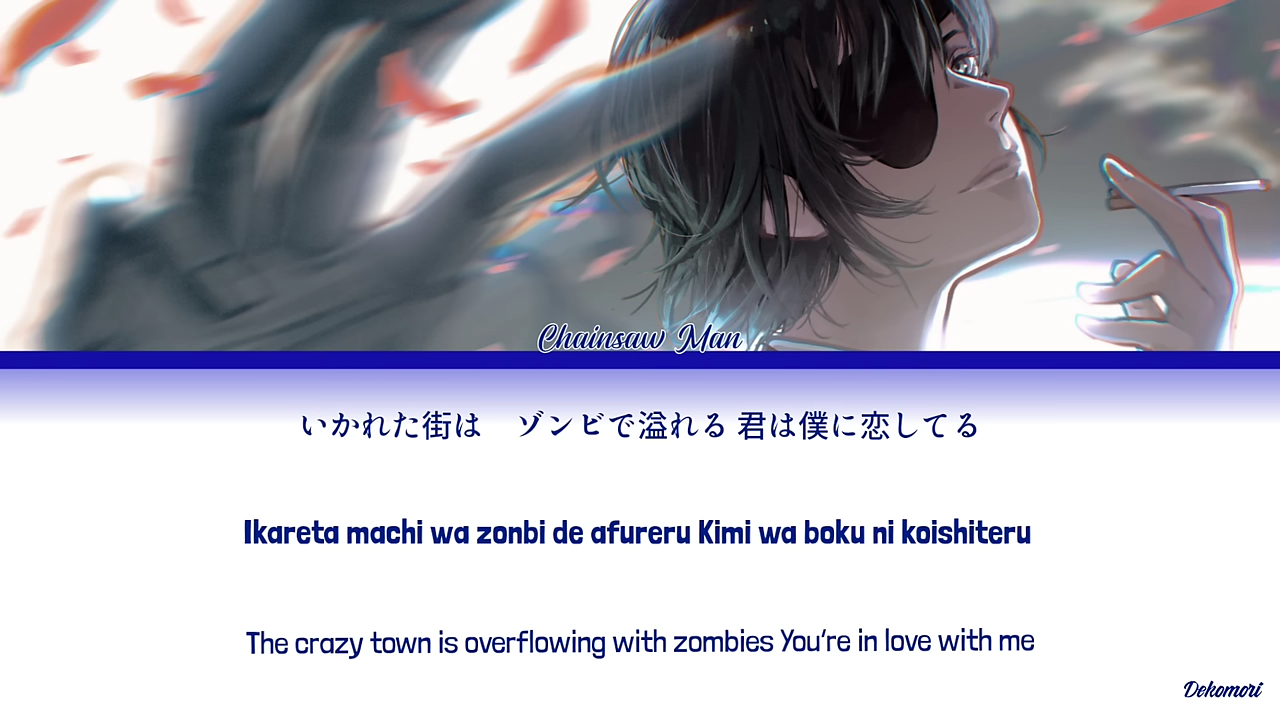 Chainsaw Man
いかれた街は　ゾンビで溢れる 君は僕に恋してる
Ikareta machi wa zonbi de afureru Kimi wa boku ni koishiteru
The crazy town is overflowing with zombies You're in love with me
Dekomori